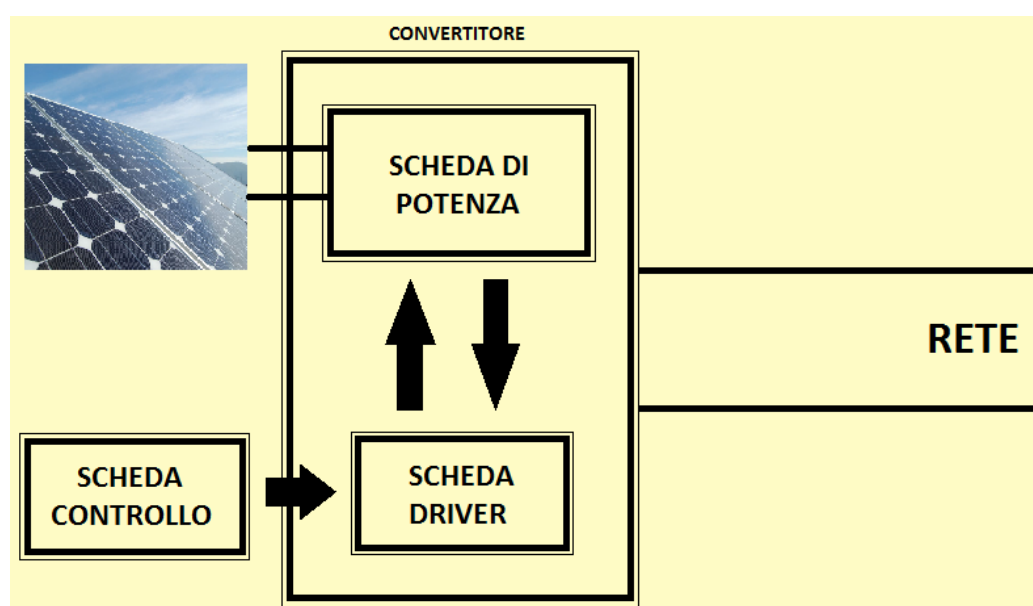 CONVERTITORE
SCHEDA DI
POTENZA
RETE
SCHEDA
CONTROLLO
SCHEDA
DRIVER